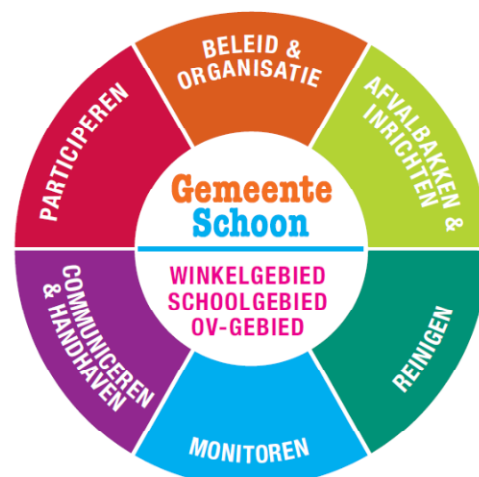 BELEID &
ORGANISATIE
AFVALBAKKEN &
INRICHTEN
REINIGEN
MONITOREN
COMMUNICEREN
& HANDHAVEN
PARTICIPEREN
Gemeente
Schoon
WINKELGEBIED
SCHOOLGEBIED
OV-GEBIED